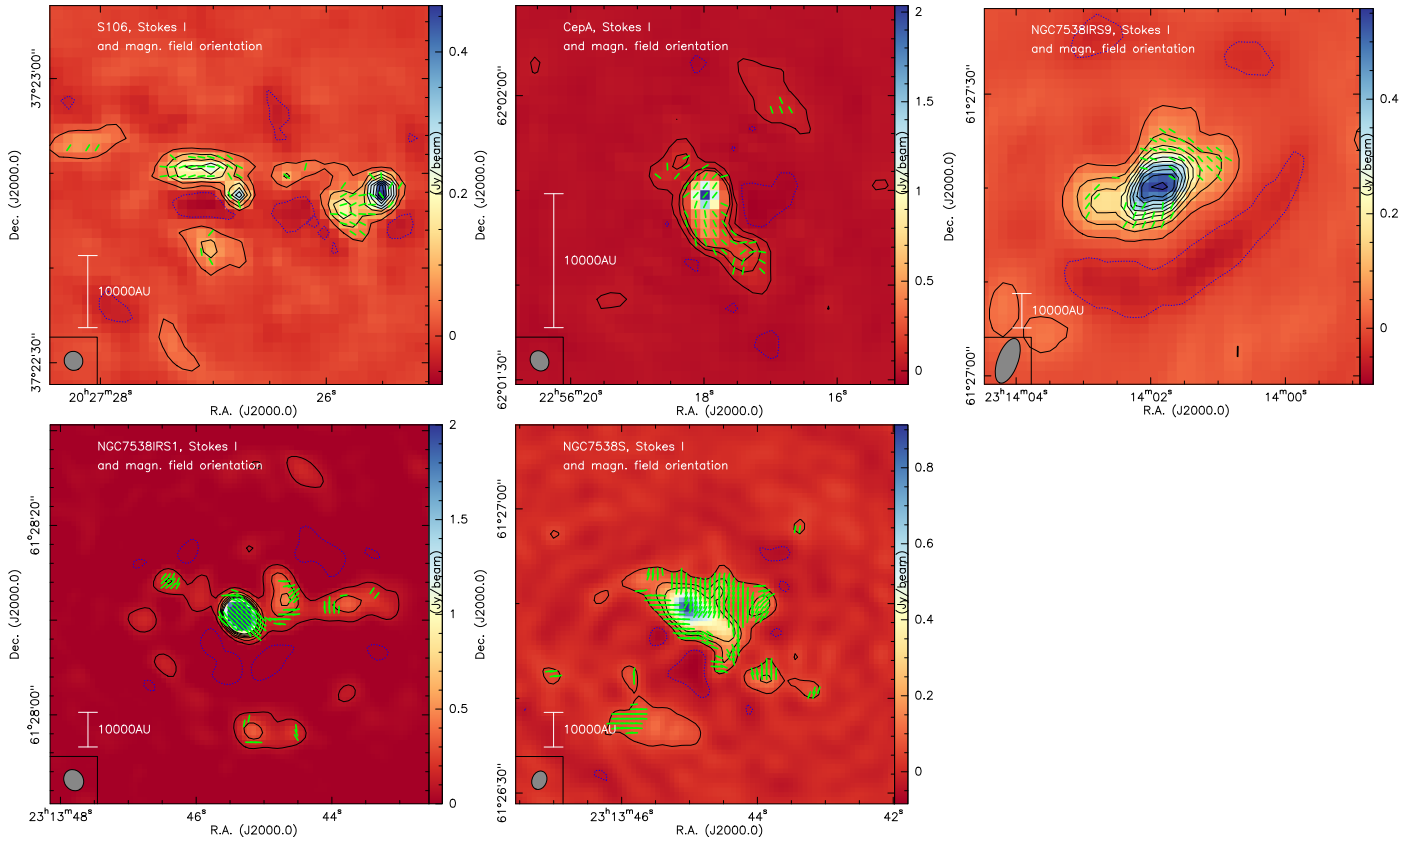 S106, Stokes I
and magn. field orientation
37°23'00"
37°22'30"
Dec. (J2000.0)
10000AU
20ʰ27ᵐ28ˢ
26ˢ
R.A. (J2000.0)
0.4
0.2
0
(Jy/beam)
CepA, Stokes I
and magn. field orientation
62°02'00"
62°01'30"
Dec. (J2000.0)
10000AU
22ʰ56ᵐ20ˢ
18ˢ
16ˢ
R.A. (J2000.0)
2
1.5
1
0.5
0
(Jy/beam)
NGC7538IRS9, Stokes I
and magn. field orientation
61°27'30"
61°27'00"
Dec. (J2000.0)
10000AU
23ʰ14ᵐ04ˢ
14ᵐ02ˢ
14ᵐ00ˢ
R.A. (J2000.0)
0.4
0.2
0
(Jy/beam)
NGC7538IRS1, Stokes I
and magn. field orientation
61°28'20"
61°28'00"
Dec. (J2000.0)
10000AU
23ʰ13ᵐ48ˢ
46ˢ
44ˢ
R.A. (J2000.0)
2
1.5
1
0.5
0
(Jy/beam)
NGC7538S, Stokes I
and magn. field orientation
61°27'00"
61°26'30"
Dec. (J2000.0)
10000AU
23ʰ13ᵐ46ˢ
44ˢ
42ˢ
R.A. (J2000.0)
0.8
0.6
0.4
0.2
0
(Jy/beam)